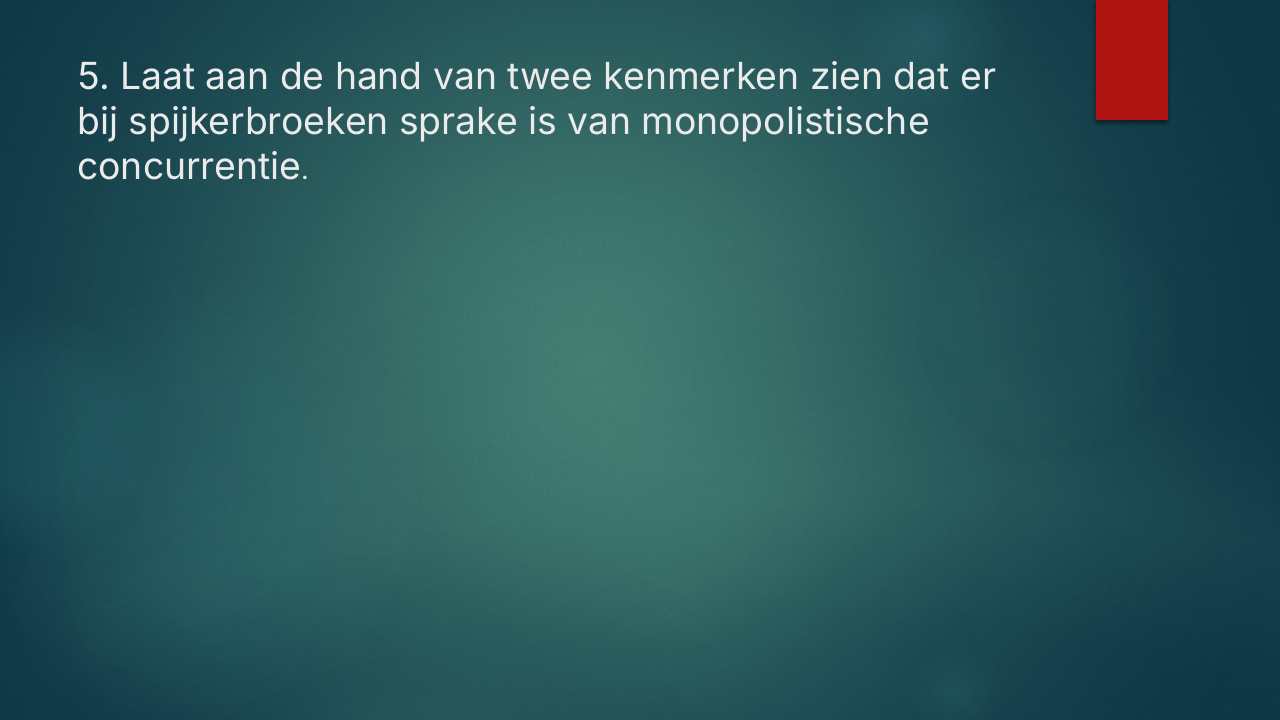 5. Laat aan de hand van twee kenmerken zien dat er
bij spijkerbroeken sprake is van monopolistische
concurrentie.